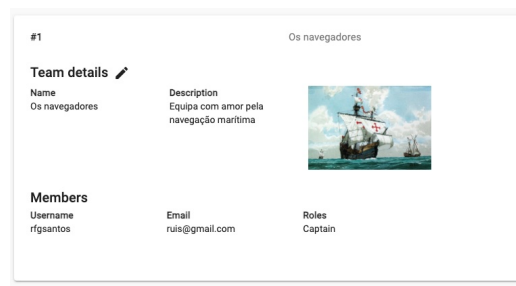 #1
Os navegadores
Team details
Name
Os navegadores
Description
Equipa com amor pela
navegação marítima
Members
Username
rfgsantos
Email
ruis@gmail.com
Roles
Captain